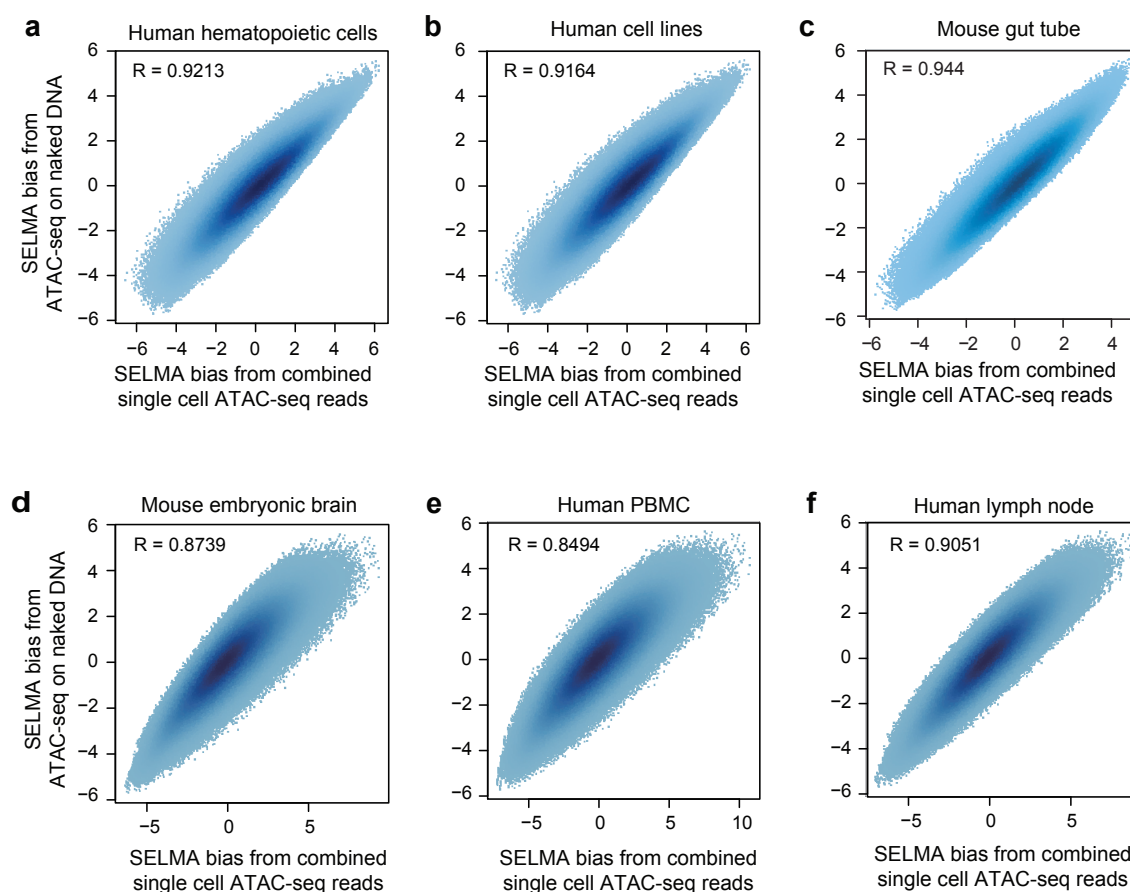 a
Human hematopoietic cells
R = 0.9213
SELMA bias from
ATAC-seq on naked DNA
6
4
2
0
−2
−4
−6
−6 −4 −2 0 2 4 6
SELMA bias from combined
single cell ATAC-seq reads
b
Human cell lines
R = 0.9164
6
4
2
0
−2
−4
−6
−6 −4 −2 0 2 4 6
SELMA bias from combined
single cell ATAC-seq reads
c
Mouse gut tube
R = 0.944
6
4
2
0
−2
−4
−6
−6 −4 −2 0 2 4
SELMA bias from combined
single cell ATAC-seq reads
d
Mouse embryonic brain
R = 0.8739
SELMA bias from
ATAC-seq on naked DNA
6
4
2
0
−2
−4
−6
−5 0 5
SELMA bias from combined
single cell ATAC-seq reads
e
Human PBMC
R = 0.8494
6
4
2
0
−2
−4
−6
−5 0 5 10
SELMA bias from combined
single cell ATAC-seq reads
f
Human lymph node
R = 0.9051
6
4
2
0
−2
−4
−6
−5 0 5
SELMA bias from combined
single cell ATAC-seq reads